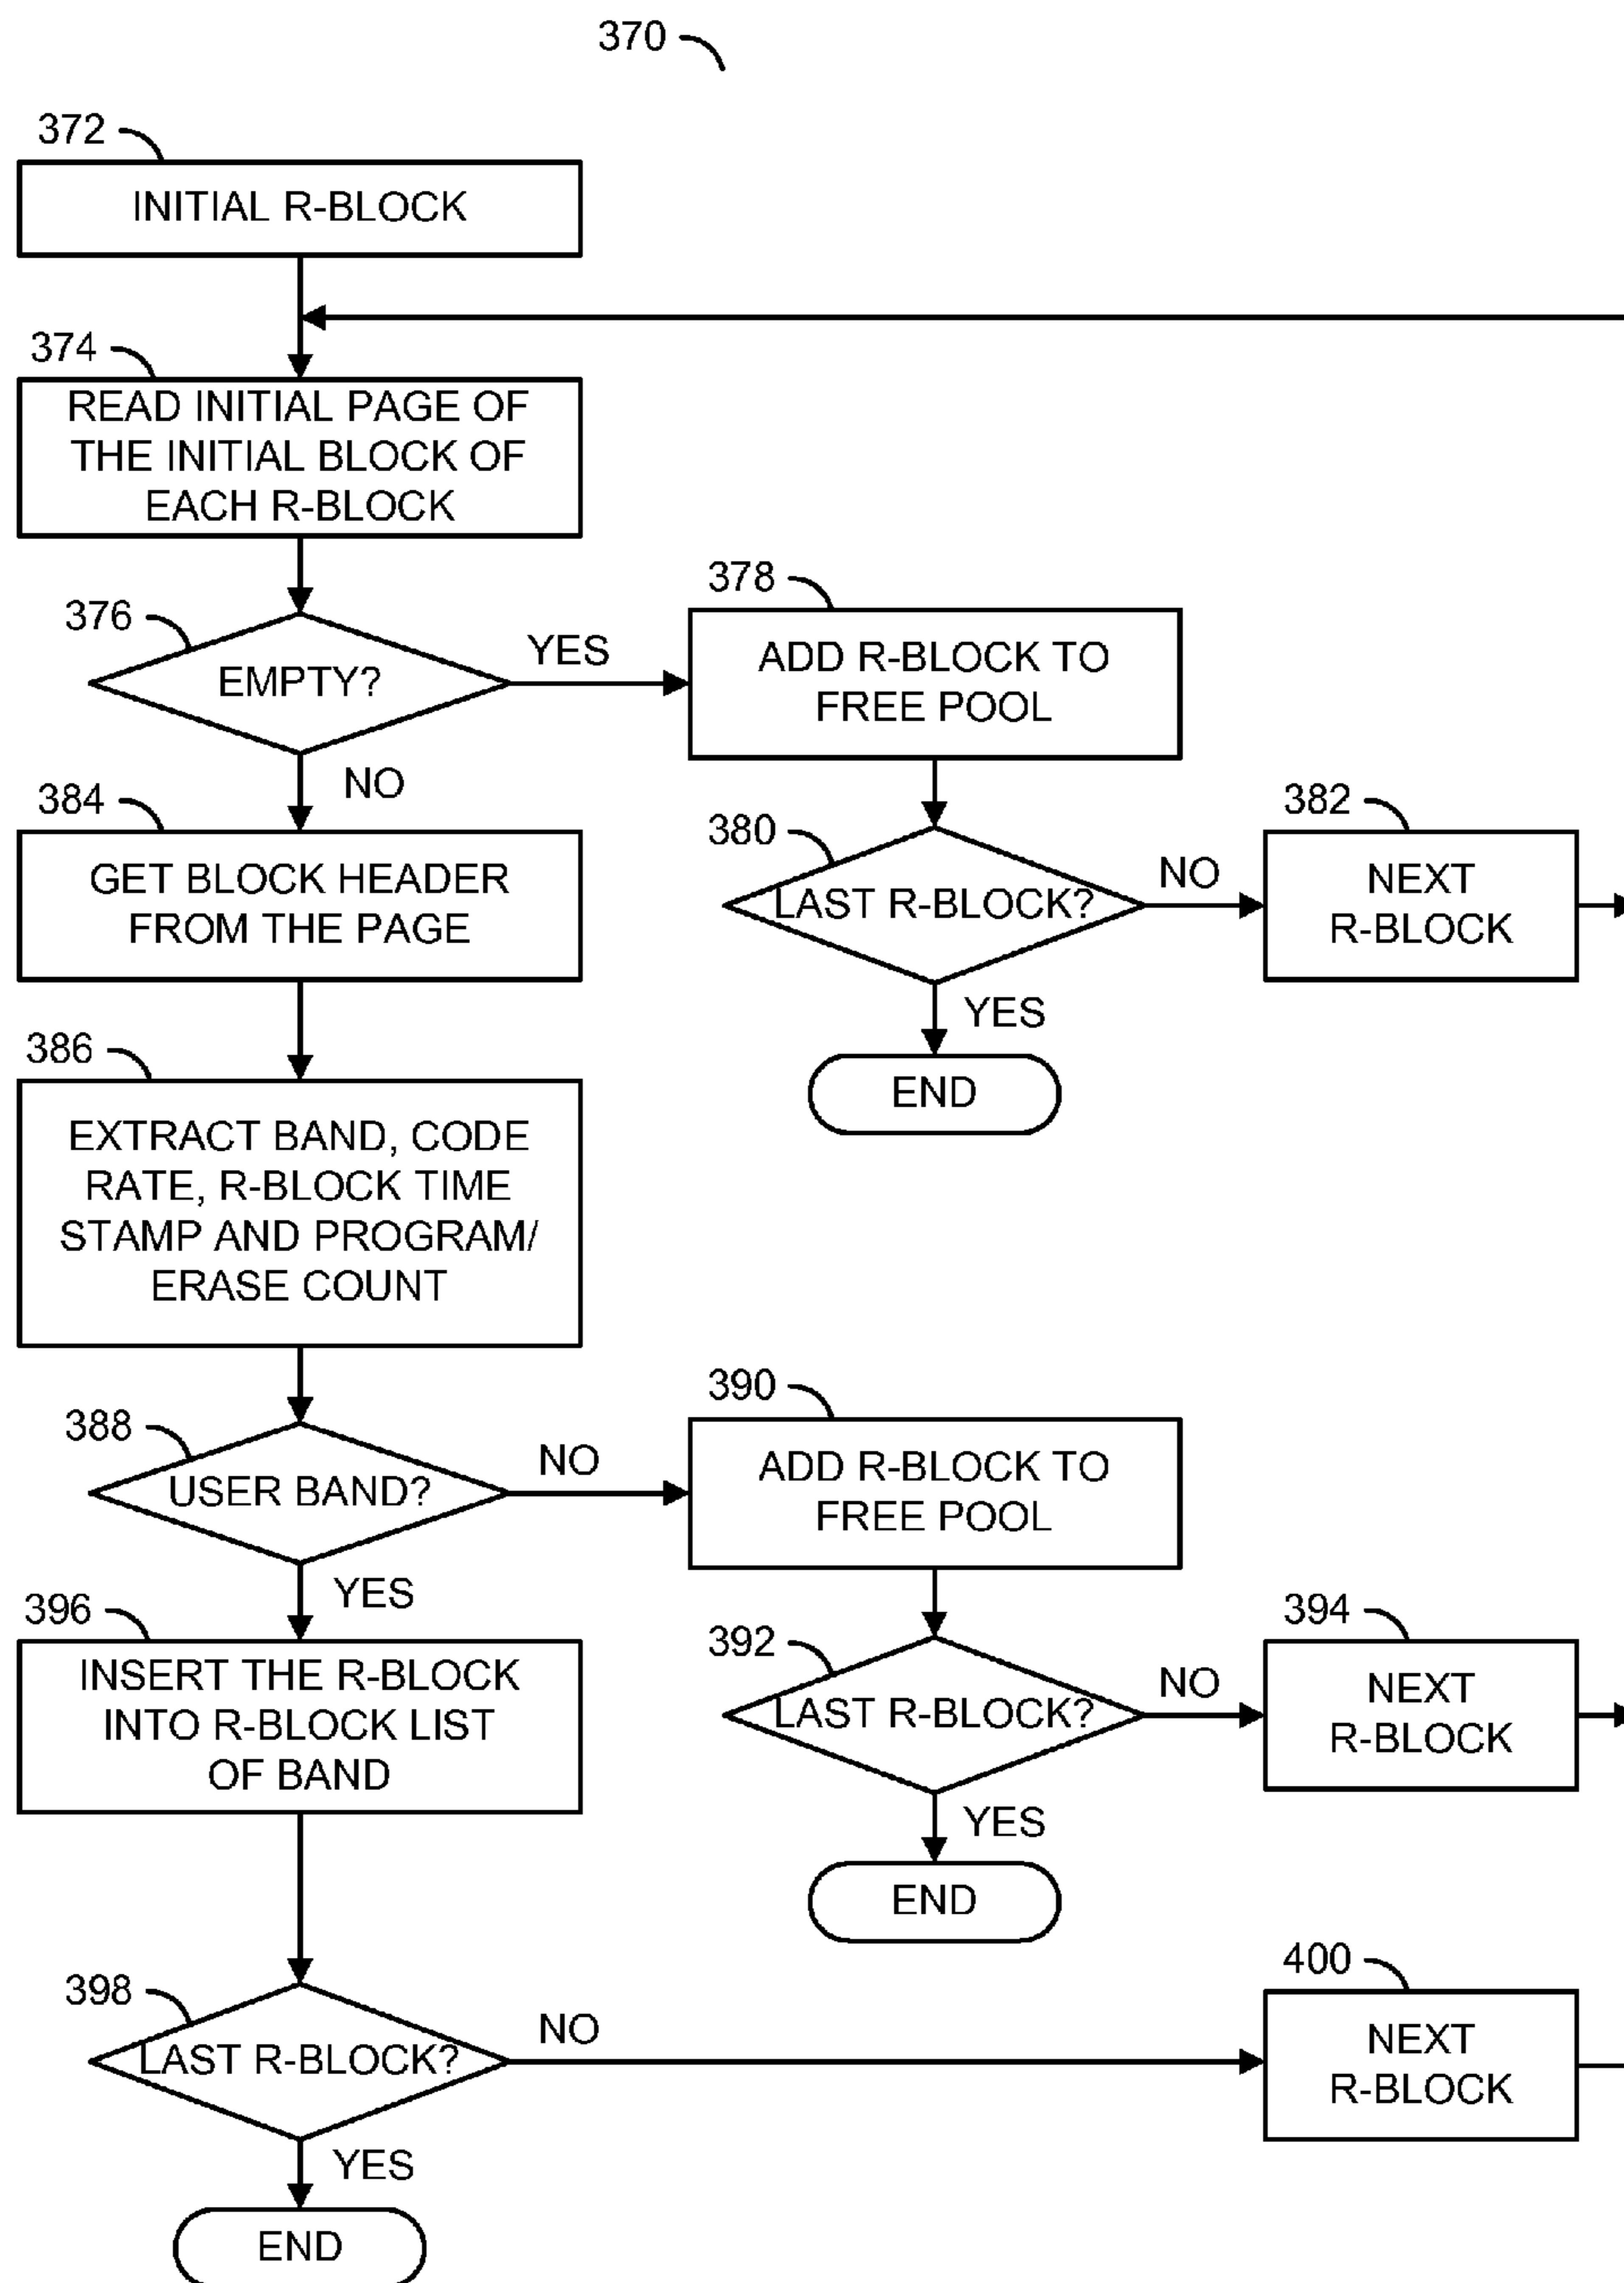 370
372
INITIAL R-BLOCK
374
READ INITIAL PAGE OF
THE INITIAL BLOCK OF
EACH R-BLOCK
376
EMPTY?
YES
NO
378
ADD R-BLOCK TO
FREE POOL
380
LAST R-BLOCK?
NO
YES
382
NEXT
R-BLOCK
END
384
GET BLOCK HEADER
FROM THE PAGE
386
EXTRACT BAND, CODE
RATE, R-BLOCK TIME
STAMP AND PROGRAM/
ERASE COUNT
388
USER BAND?
NO
YES
390
ADD R-BLOCK TO
FREE POOL
392
LAST R-BLOCK?
NO
YES
394
NEXT
R-BLOCK
END
396
INSERT THE R-BLOCK
INTO R-BLOCK LIST
OF BAND
398
LAST R-BLOCK?
NO
YES
400
NEXT
R-BLOCK
END